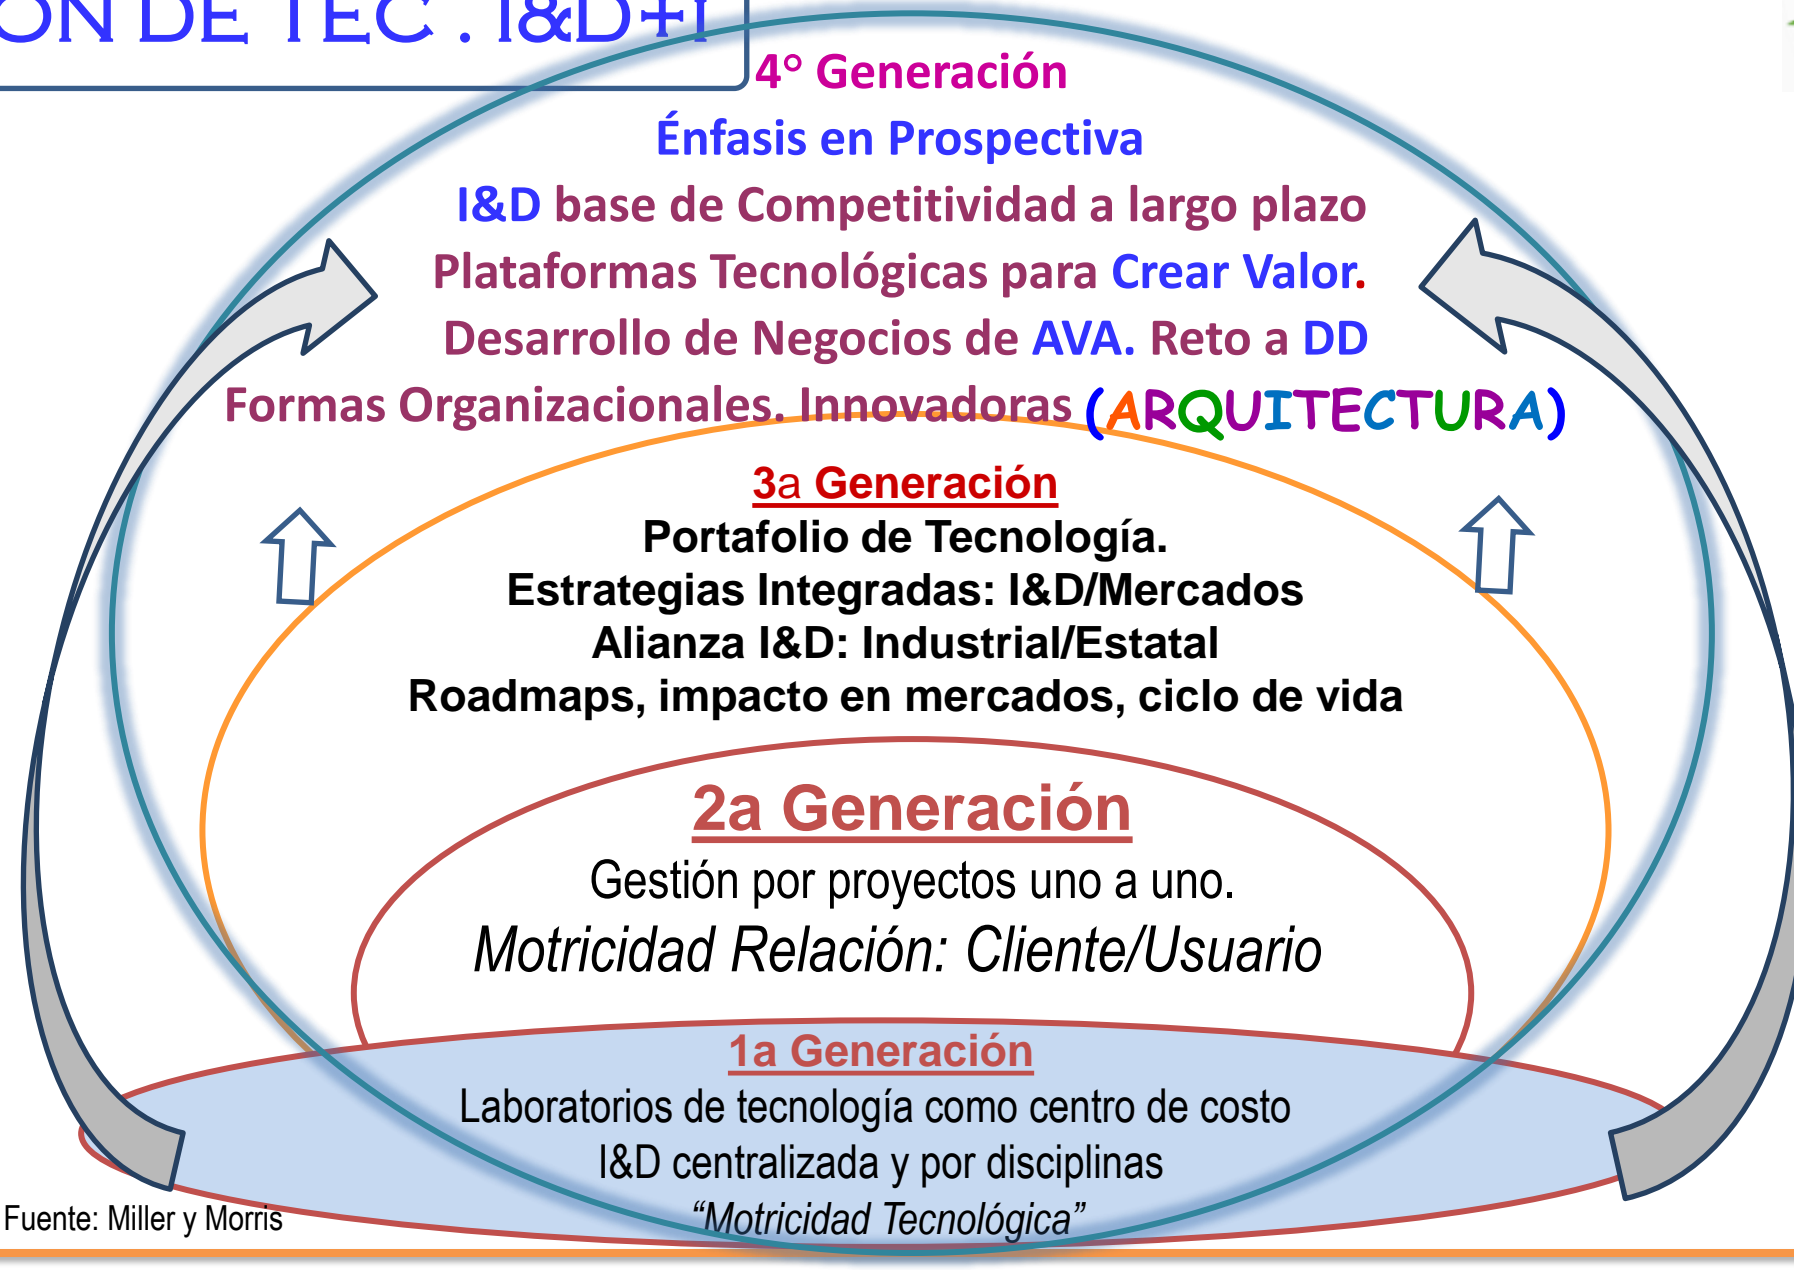 ON DE TEC . I&D+I
4° Generación
Énfasis en Prospectiva
I&D base de Competitividad a largo plazo
Plataformas Tecnológicas para Crear Valor.
Desarrollo de Negocios de AVA. Reto a DD
Formas Organizacionales. Innovadoras (ARQUITECTURA)
3a Generación
Portafolio de Tecnología.
Estrategias Integradas: I&D/Mercados
Alianza I&D: Industrial/Estatal
Roadmaps, impacto en mercados, ciclo de vida
2a Generación
Gestión por proyectos uno a uno.
Motricidad Relación: Cliente/Usuario
1a Generación
Laboratorios de tecnología como centro de costo
I&D centralizada y por disciplinas
“Motricidad Tecnológica”
Fuente: Miller y Morris